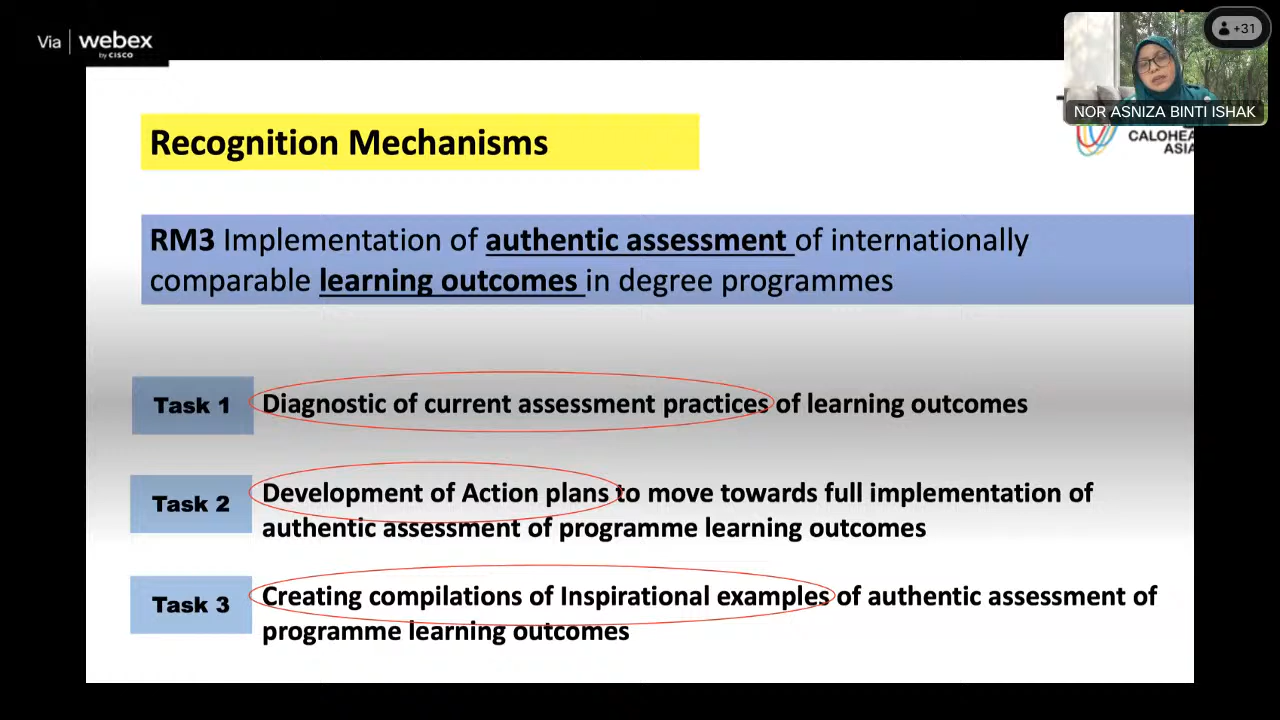 Via webex
by CISCO
+31
NOR ASNIZA BINTI ISHAK
ASIA
Recognition Mechanisms
RM3 Implementation of authentic assessment of internationally
comparable learning outcomes in degree programmes
Task 1 Diagnostic of current assessment practices of learning outcomes
Task 2 Development of Action plans to move towards full implementation of
authentic assessment of programme learning outcomes
Task 3 Creating compilations of Inspirational examples of authentic assessment of
programme learning outcomes